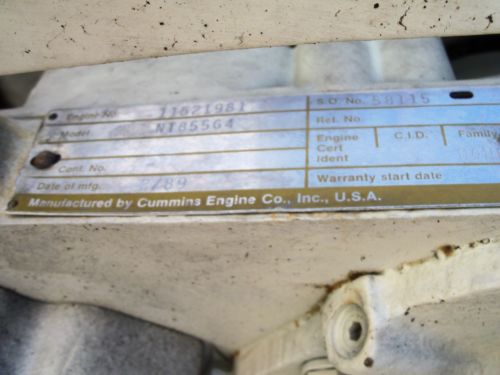 Engine No. 11621981
S.O. No. 58115
Model NT855G4
Ref. No.
Engine Cert Ident
C.I.D.
Family
Cont. No.
Date of mfg. 2/89
Warranty start date
Manufactured by Cummins Engine Co., Inc., U.S.A.